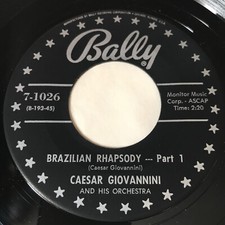 Bally
7-1026
(B-193-45)
Monitor Music
Corp. - ASCAP
Time: 2:20
BRAZILIAN RHAPSODY -- Part 1
(Caesar Giovannini)
CAESAR GIOVANNINI
AND HIS ORCHESTRA